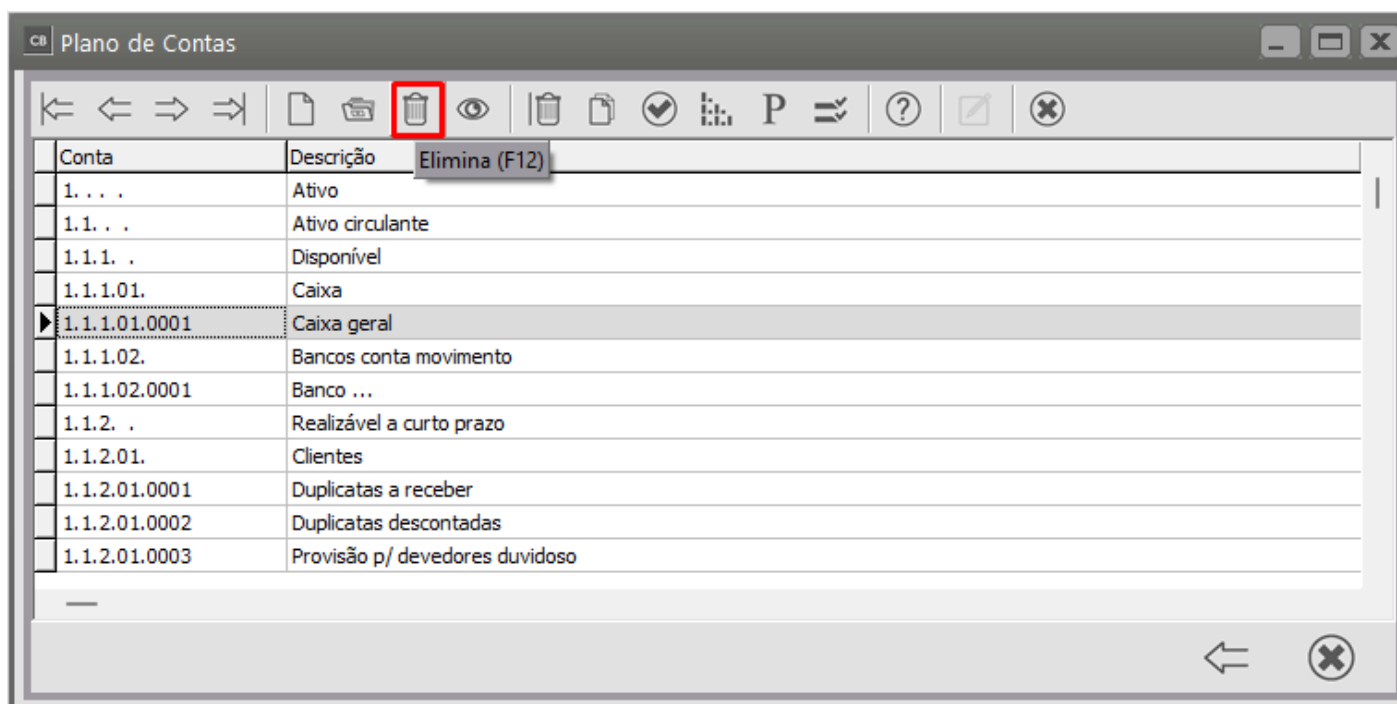 CB Plano de Contas
P ?
Conta Descrição
Elimina (F12)
1. . . . Ativo
1.1. . . Ativo circulante
1.1.1. . Disponível
1.1.1.01. Caixa
1.1.1.01.0001 Caixa geral
1.1.1.02. Bancos conta movimento
1.1.1.02.0001 Banco ...
1.1.2. . Realizável a curto prazo
1.1.2.01. Clientes
1.1.2.01.0001 Duplicatas a receber
1.1.2.01.0002 Duplicatas descontadas
1.1.2.01.0003 Provisão p/ devedores duvidoso